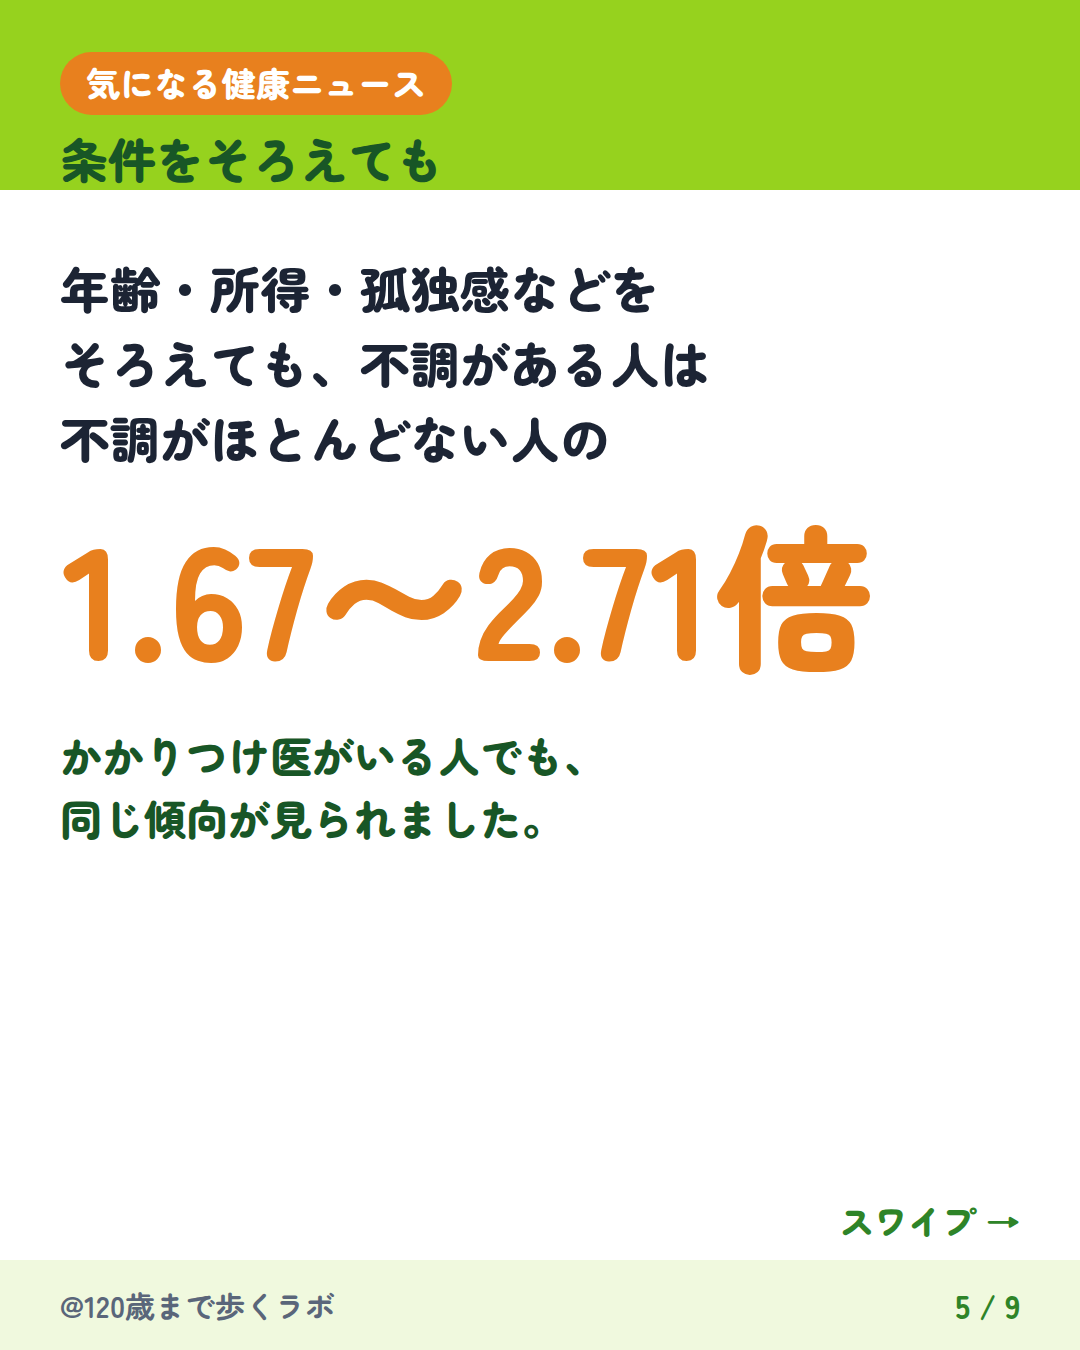 気になる健康ニュース
条件をそろえても
年齢・所得・孤独感などを
そろえても、不調がある人は
不調がほとんどない人の
1.67〜2.71倍
かかりつけ医がいる人でも、
同じ傾向が見られました。
スワイプ →
@120歳まで歩くラボ
5 / 9